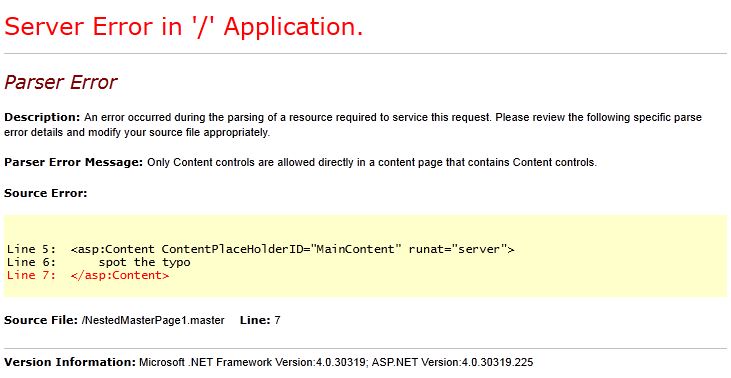 Server Error in '/' Application.
Parser Error
Description: An error occurred during the parsing of a resource required to service this request. Please review the following specific parse
error details and modify your source file appropriately.
Parser Error Message: Only Content controls are allowed directly in a content page that contains Content controls.
Source Error:
Line 5:  <asp:Content ContentPlaceHolderID="MainContent" runat="server">
Line 6:      spot the typo
Line 7:  </asp:Content>
Source File: /NestedMasterPage1.master    Line: 7
Version Information: Microsoft .NET Framework Version:4.0.30319; ASP.NET Version:4.0.30319.225